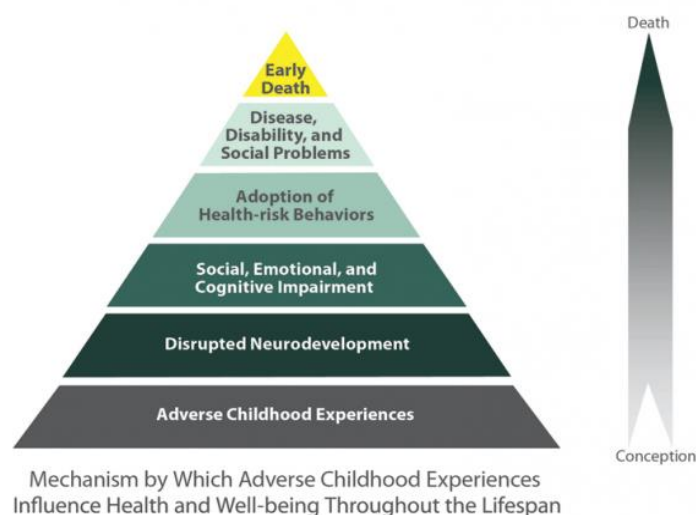 Death
Early
Death
Disease,
Disability, and
Social Problems
Adoption of
Health-risk Behaviors
Social, Emotional, and
Cognitive Impairment
Disrupted Neurodevelopment
Adverse Childhood Experiences
Conception
Mechanism by Which Adverse Childhood Experiences
Influence Health and Well-being Throughout the Lifespan